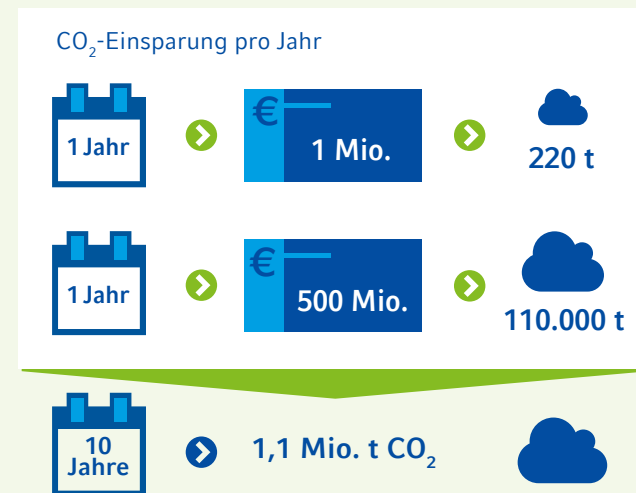 CO₂-Einsparung pro Jahr
1 Jahr
€
1 Mio.
220 t
1 Jahr
€
500 Mio.
110.000 t
10
Jahre
1,1 Mio. t CO₂